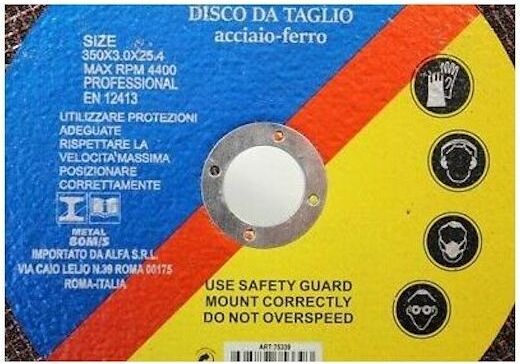 DISCO DA TAGLIO
acciaio-ferro
SIZE
350X3.0X25.4
MAX RPM 4400
PROFESSIONAL
EN 12413
UTILIZZARE PROTEZIONI
ADEGUATE
RISPETTARE LA
VELOCITA'MASSIMA
POSIZIONARE
CORRETTAMENTE
METAL
80M/S
IMPORTATO DA ALFA S.R.L.
VIA CAIO LELIO N.39 ROMA 00175
ROMA-ITALIA
USE SAFETY GUARD
MOUNT CORRECTLY
DO NOT OVERSPEED
ART 75339